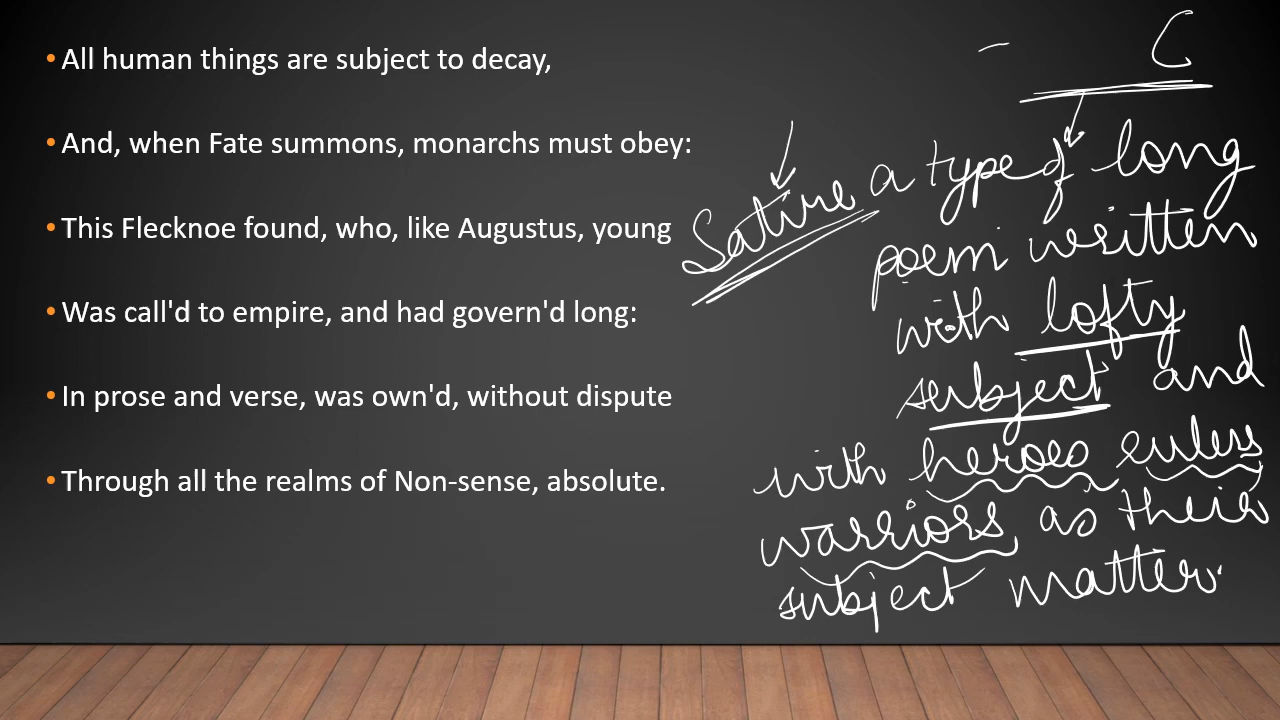 All human things are subject to decay,
And, when Fate summons, monarchs must obey:
This Flecknoe found, who, like Augustus, young
Was call'd to empire, and had govern'd long:
In prose and verse, was own'd, without dispute
Through all the realms of Non-sense, absolute.
C
Satire
a type of long
poem written
with lofty
subject and
with heroes
warriors, as their
subject matter.